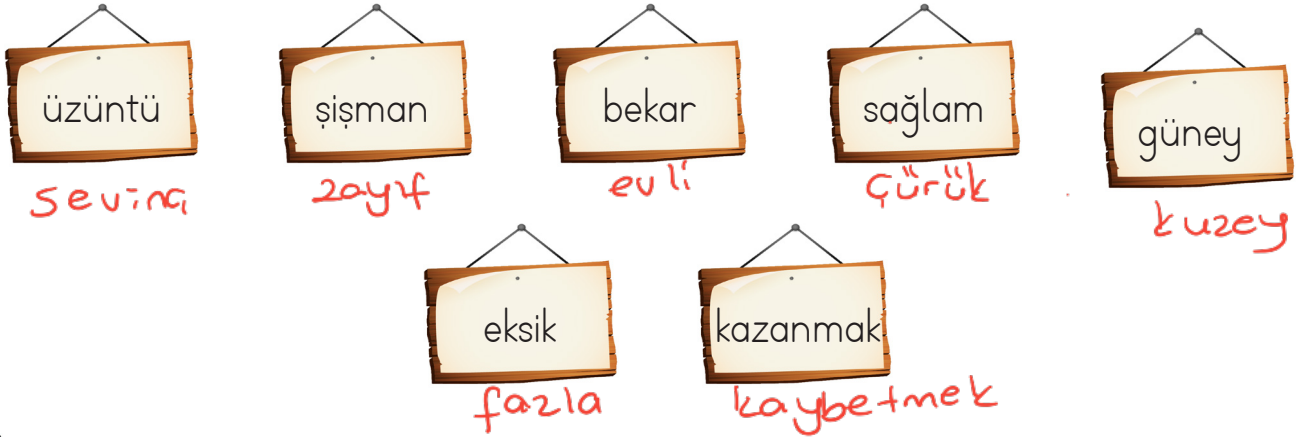 üzüntü şişman bekar sağlam güney
sevinç zayıf evli çürük kuzey
eksik kazanmak
fazla kaybetmek